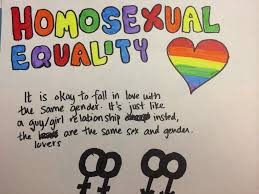 HOMOSEXUAL
EQUALITY
It is okay to fall in love with
the same gender. It's just like
a guy/girl relationship insted,
the are the same sex and gender.
lovers